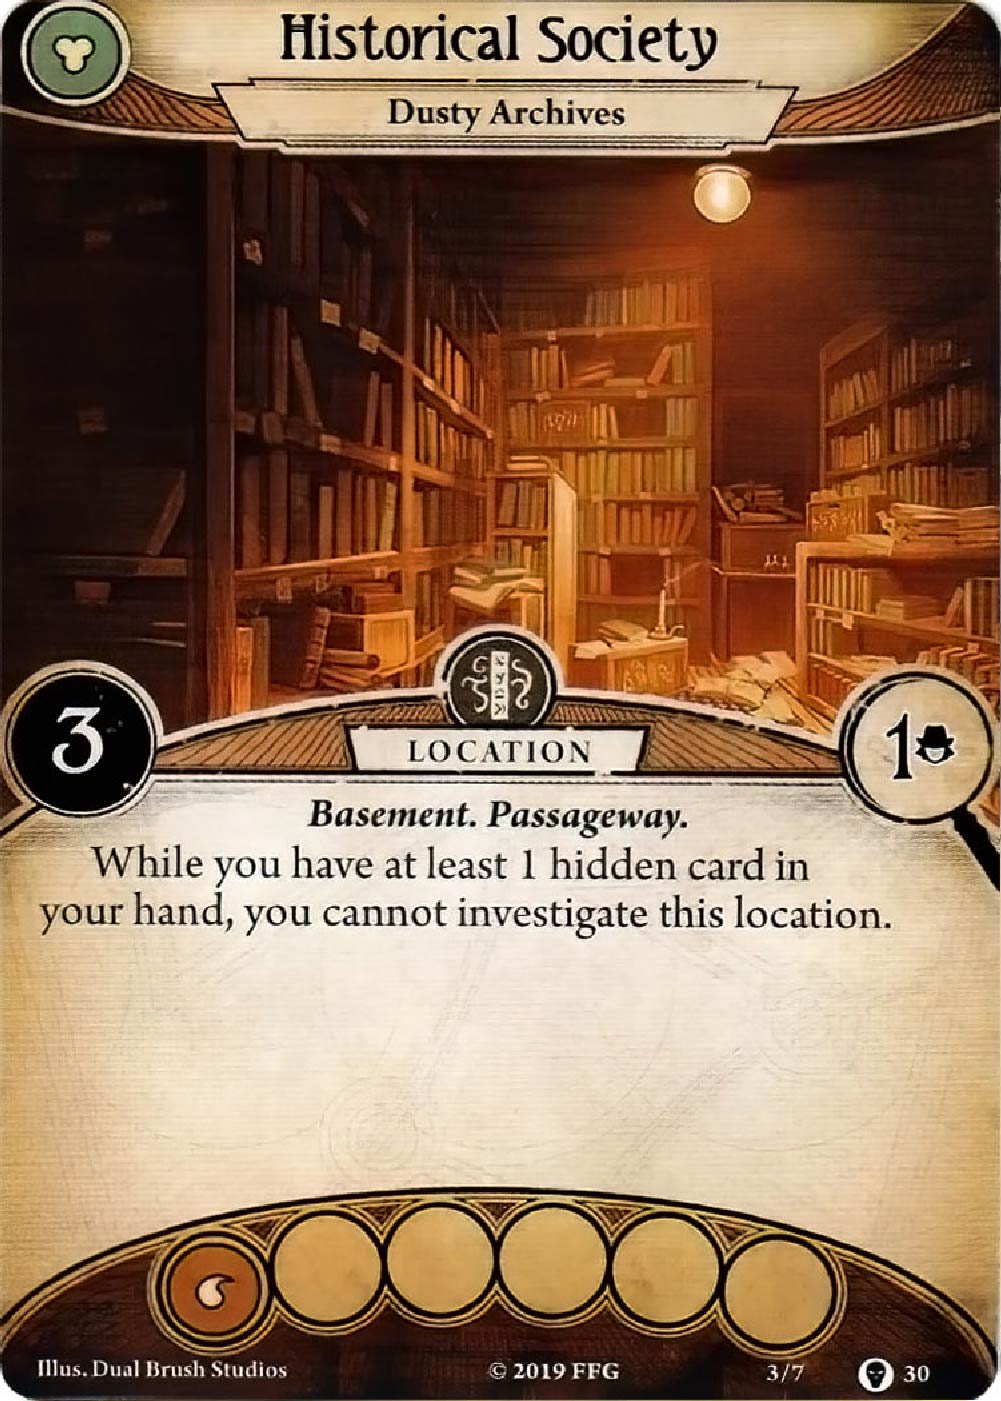 Historical Society
Dusty Archives
3
LOCATION
1
Basement. Passageway.
While you have at least 1 hidden card in
your hand, you cannot investigate this location.
Illus. Dual Brush Studios
© 2019 FFG
3/7
30